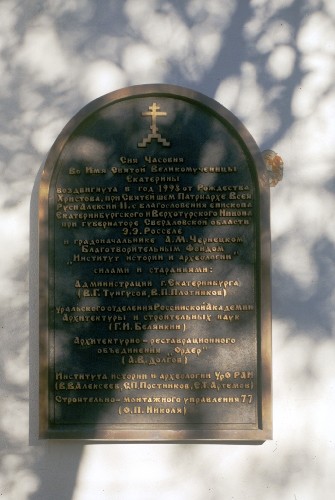 Сия Часовня
Во Имя Святой Великомученицы
Екатерины
воздвигнута в год 1998 от Рождества
Христова, при Святейшем Патриархе Всея
Руси Алексии II, с благословения епископа
Екатеринбургского и Верхотурского Никона
при губернаторе Свердловской области
Э.Э. Росселе
и градоначальнике А.М. Чернецком
Благотворительным Фондом
"Институт истории и археологии"
силами и стараниями:
Администрации г. Екатеринбурга
(В.Г. Тунгусов, В.П. Плотников)
Уральского отделения Российской Академии
Архитектуры и строительных наук
(Г.И. Белянкин)
Архитектурно - реставрационного
объединения "Ордер"
(А.В. Долгов)
Института истории и археологии УрО РАН
(В.В. Алексеев, С.П. Постников, Е.Т. Артемов)
Строительно - монтажного управления 77
(О.П. Николя)